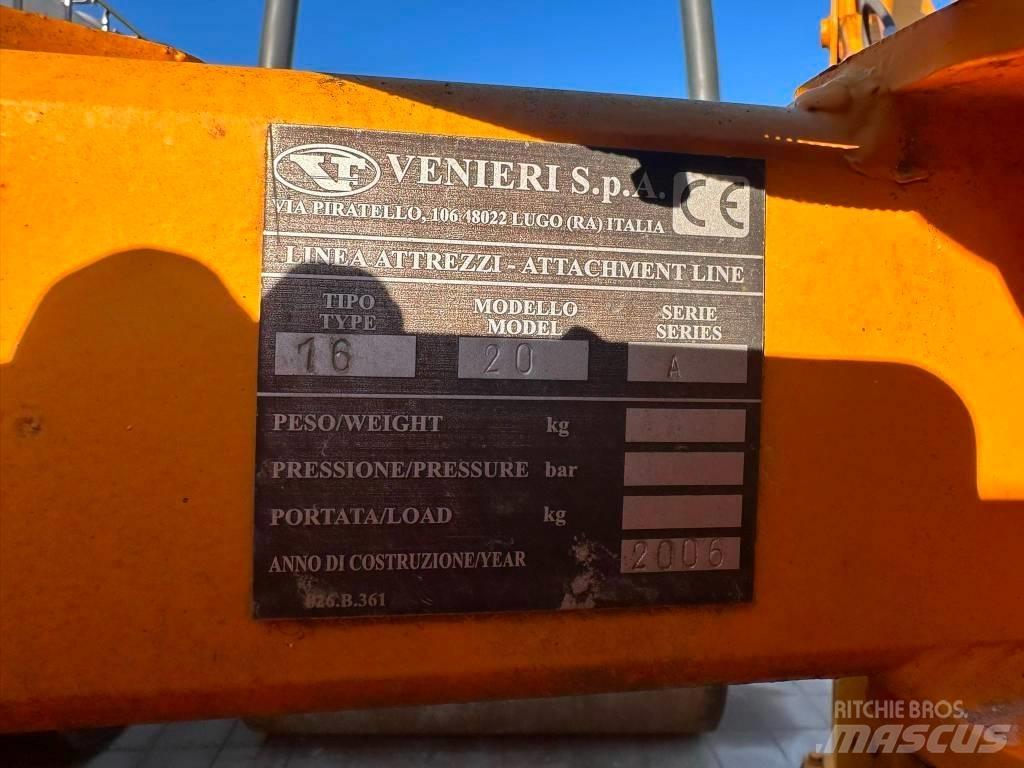 VENIERI S.p.A.
CE
VIA PIRATELLO, 106 48022 LUGO (RA) ITALIA
LINEA ATTREZZI - ATTACHMENT LINE
TIPO MODELLO SERIE
TYPE MODEL SERIES
16 20 A
PESO/WEIGHT kg
PRESSIONE/PRESSURE bar
PORTATA/LOAD kg
ANNO DI COSTRUZIONE/YEAR 2006
026.B.361
RITCHIE BROS.
MASCUS